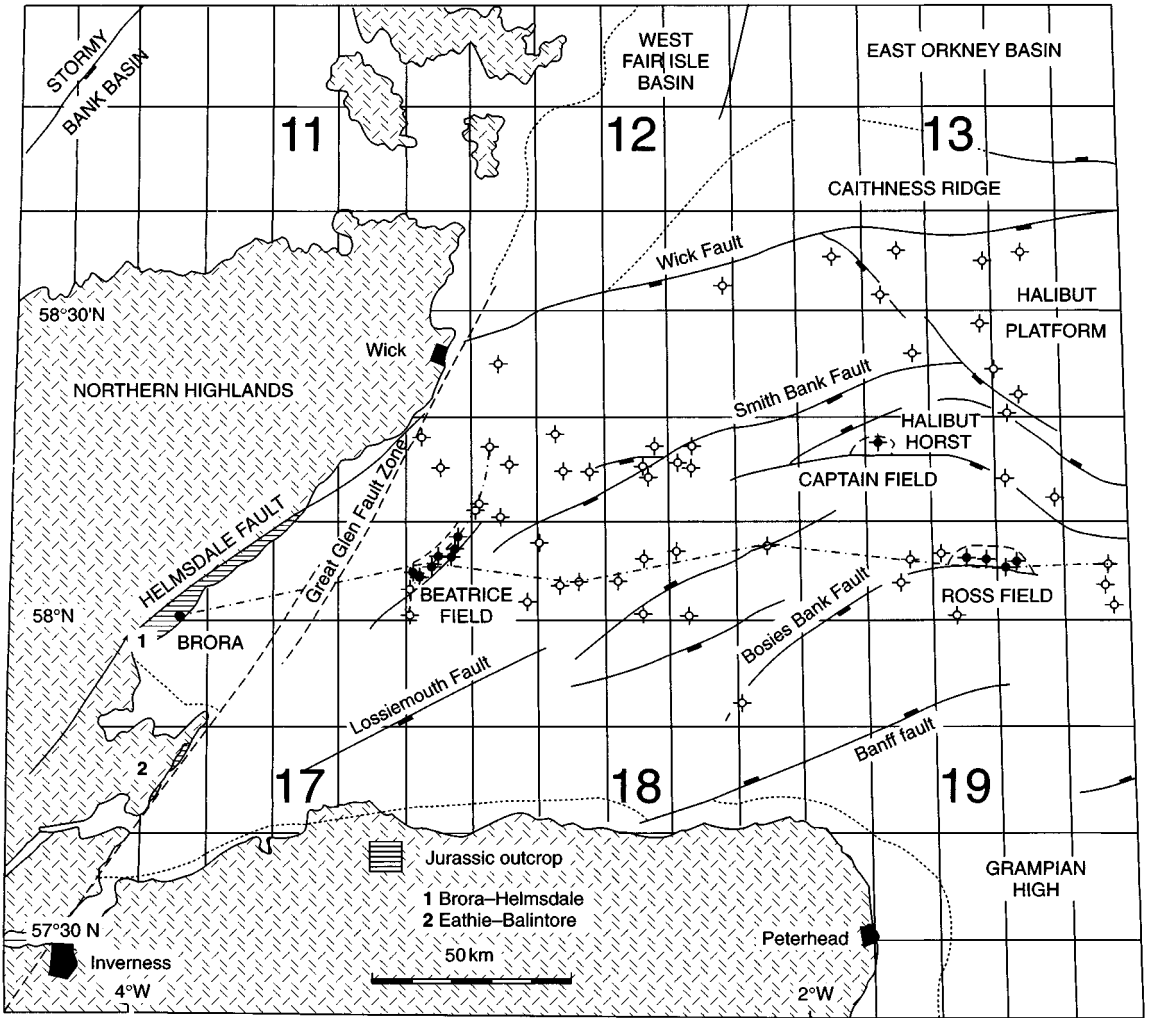 STORMY
BANK BASIN
WEST
FAIR ISLE
BASIN
EAST ORKNEY BASIN
11
12
13
CAITHNESS RIDGE
Wick Fault
58°30'N
HALIBUT
PLATFORM
Wick
NORTHERN HIGHLANDS
Smith Bank Fault
HALIBUT
HORST
CAPTAIN FIELD
Great Glen Fault Zone
HELMSDALE FAULT
58°N
1
BRORA
BEATRICE
FIELD
ROSS FIELD
Bosies Bank Fault
Lossiemouth Fault
Banff fault
2
17
18
19
Jurassic outcrop
1 Brora–Helmsdale
2 Eathie–Balintore
50 km
GRAMPIAN
HIGH
57°30 N
Inverness
Peterhead
4°W
2°W